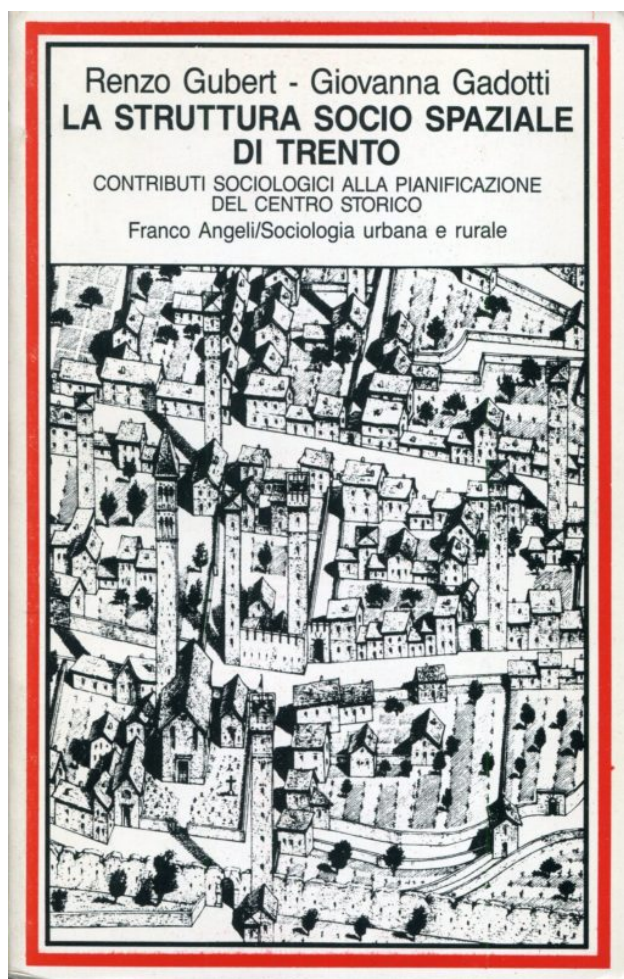 Renzo Gubert - Giovanna Gadotti
LA STRUTTURA SOCIO SPAZIALE
DI TRENTO
CONTRIBUTI SOCIOLOGICI ALLA PIANIFICAZIONE
DEL CENTRO STORICO
Franco Angeli/Sociologia urbana e rurale